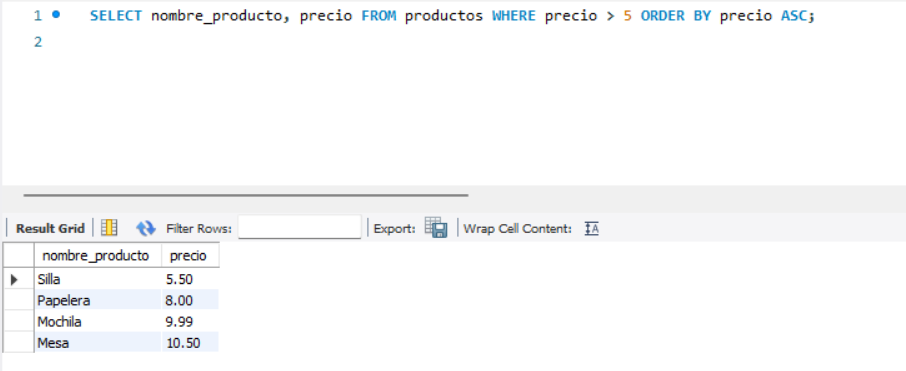 1 SELECT nombre_producto, precio FROM productos WHERE precio > 5 ORDER BY precio ASC;
2
Result Grid Filter Rows: Export: Wrap Cell Content: IA
nombre_producto precio
Silla 5.50
Papelera 8.00
Mochila 9.99
Mesa 10.50